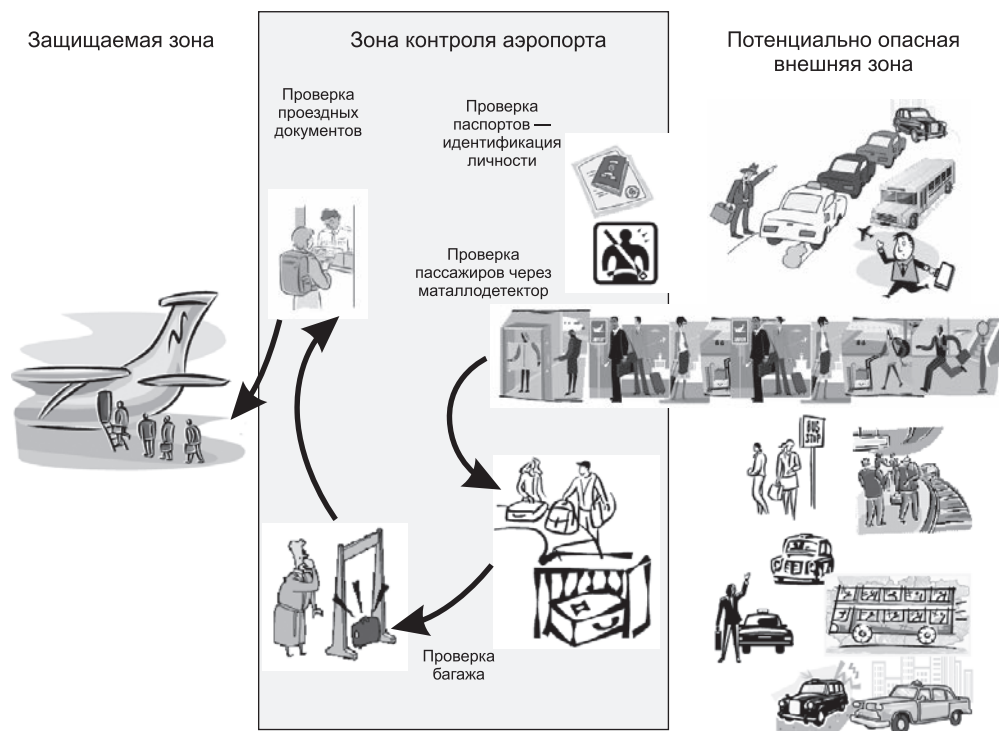 Защищаемая зона
Зона контроля аэропорта
Потенциально опасная
внешняя зона
Проверка
проездных
документов
Проверка
паспортов —
идентификация
личности
Проверка
пассажиров через
маталлодетектор
BUS
STOP
Проверка
багажа